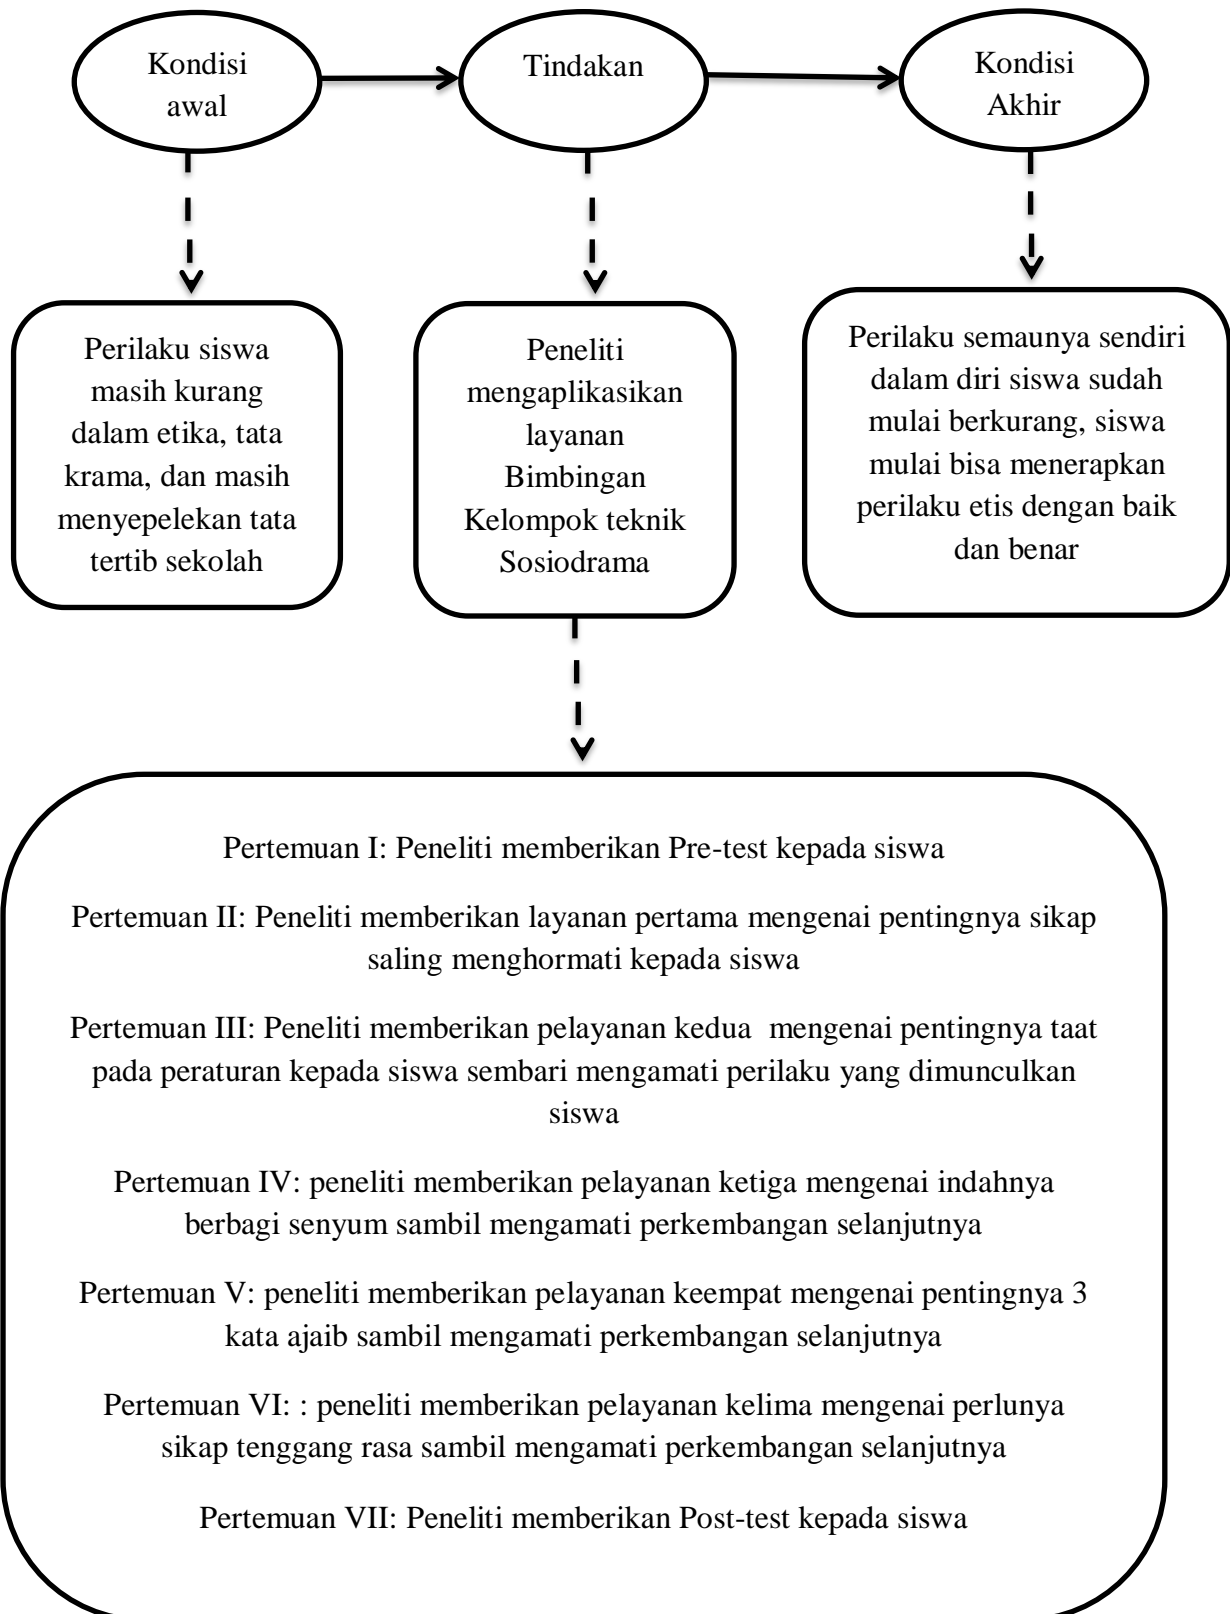 Kondisi
awal
Tindakan
Kondisi
Akhir
Perilaku siswa
masih kurang
dalam etika, tata
krama, dan masih
menyepelekan tata
tertib sekolah
Peneliti
mengaplikasikan
layanan
Bimbingan
Kelompok teknik
Sosiodrama
Perilaku semaunya sendiri
dalam diri siswa sudah
mulai berkurang, siswa
mulai bisa menerapkan
perilaku etis dengan baik
dan benar
Pertemuan I: Peneliti memberikan Pre-test kepada siswa
Pertemuan II: Peneliti memberikan layanan pertama mengenai pentingnya sikap
saling menghormati kepada siswa
Pertemuan III: Peneliti memberikan pelayanan kedua  mengenai pentingnya taat
pada peraturan kepada siswa sembari mengamati perilaku yang dimunculkan
siswa
Pertemuan IV: peneliti memberikan pelayanan ketiga mengenai indahnya
berbagi senyum sambil mengamati perkembangan selanjutnya
Pertemuan V: peneliti memberikan pelayanan keempat mengenai pentingnya 3
kata ajaib sambil mengamati perkembangan selanjutnya
Pertemuan VI: : peneliti memberikan pelayanan kelima mengenai perlunya
sikap tenggang rasa sambil mengamati perkembangan selanjutnya
Pertemuan VII: Peneliti memberikan Post-test kepada siswa